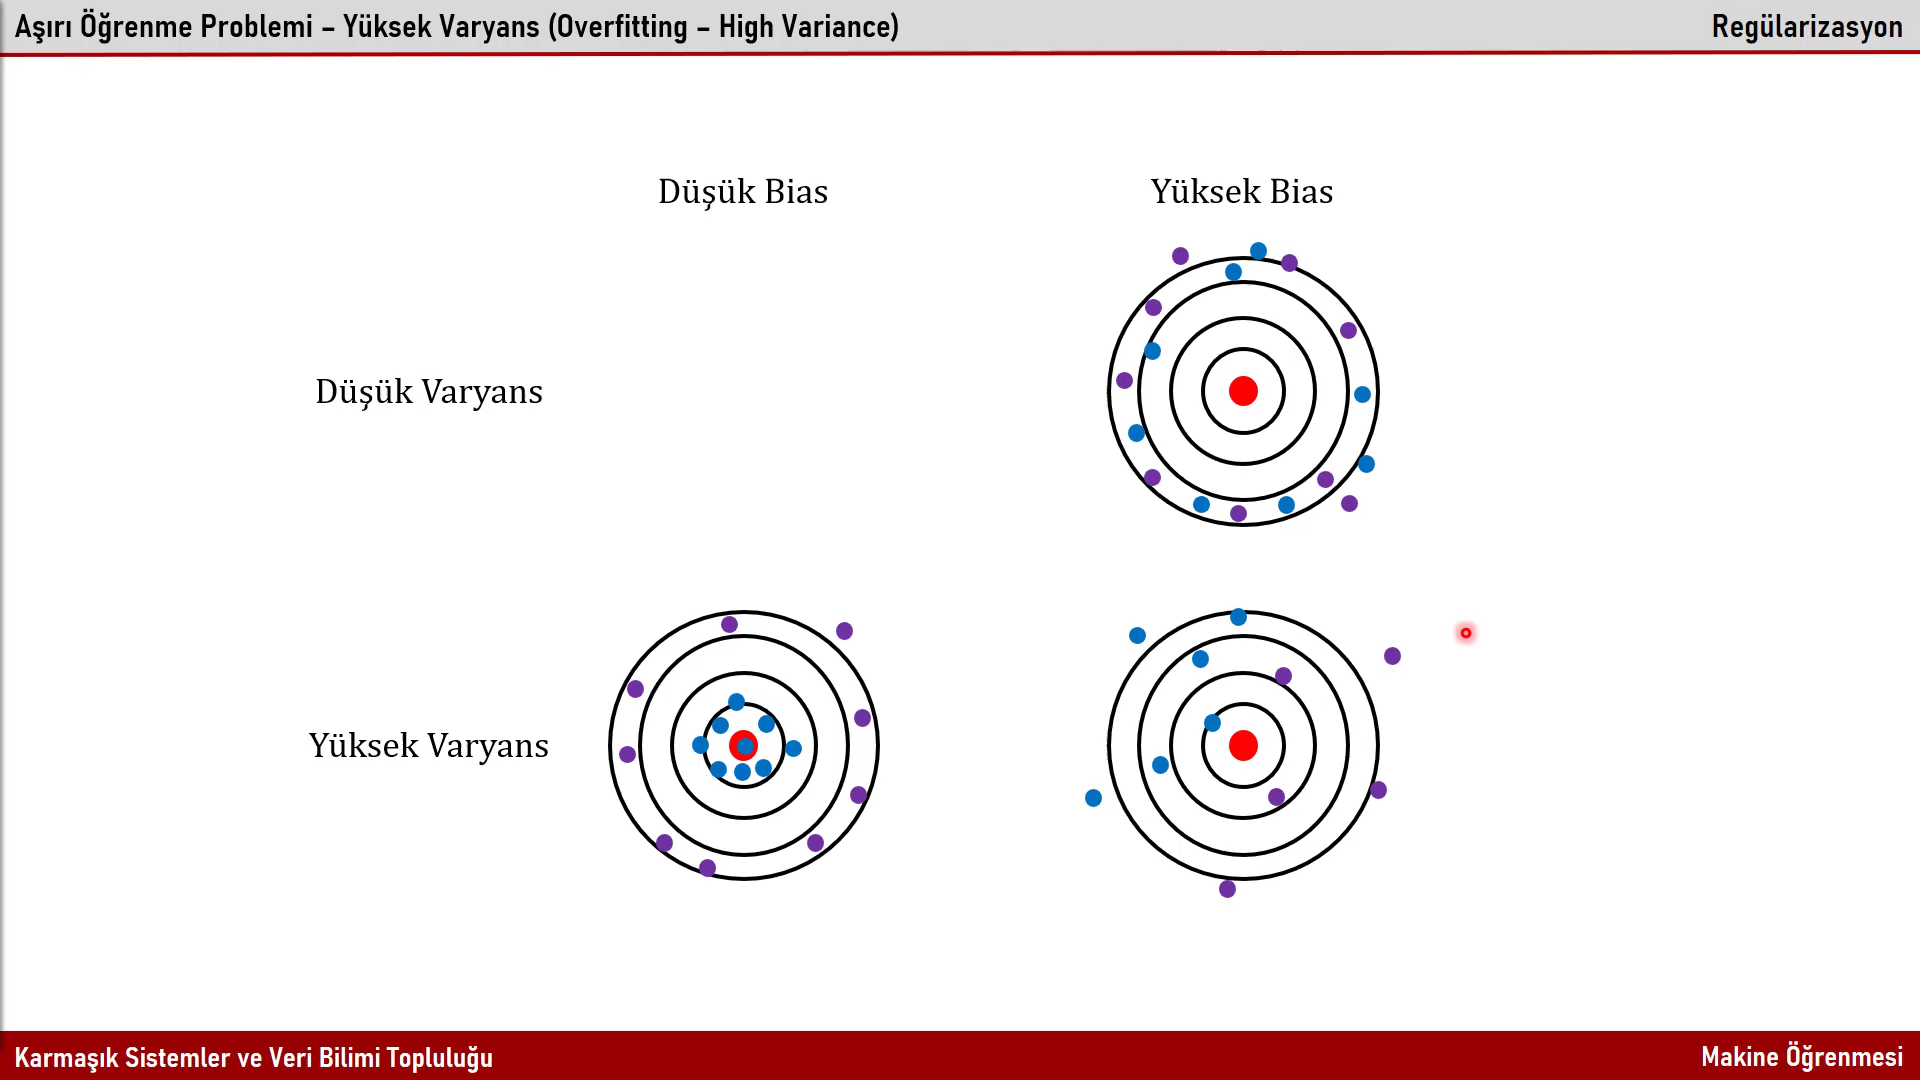 Aşırı Öğrenme Problemi – Yüksek Varyans (Overfitting – High Variance)
Regülarizasyon
Düşük Bias
Yüksek Bias
Düşük Varyans
Yüksek Varyans
Karmaşık Sistemler ve Veri Bilimi Topluluğu
Makine Öğrenmesi